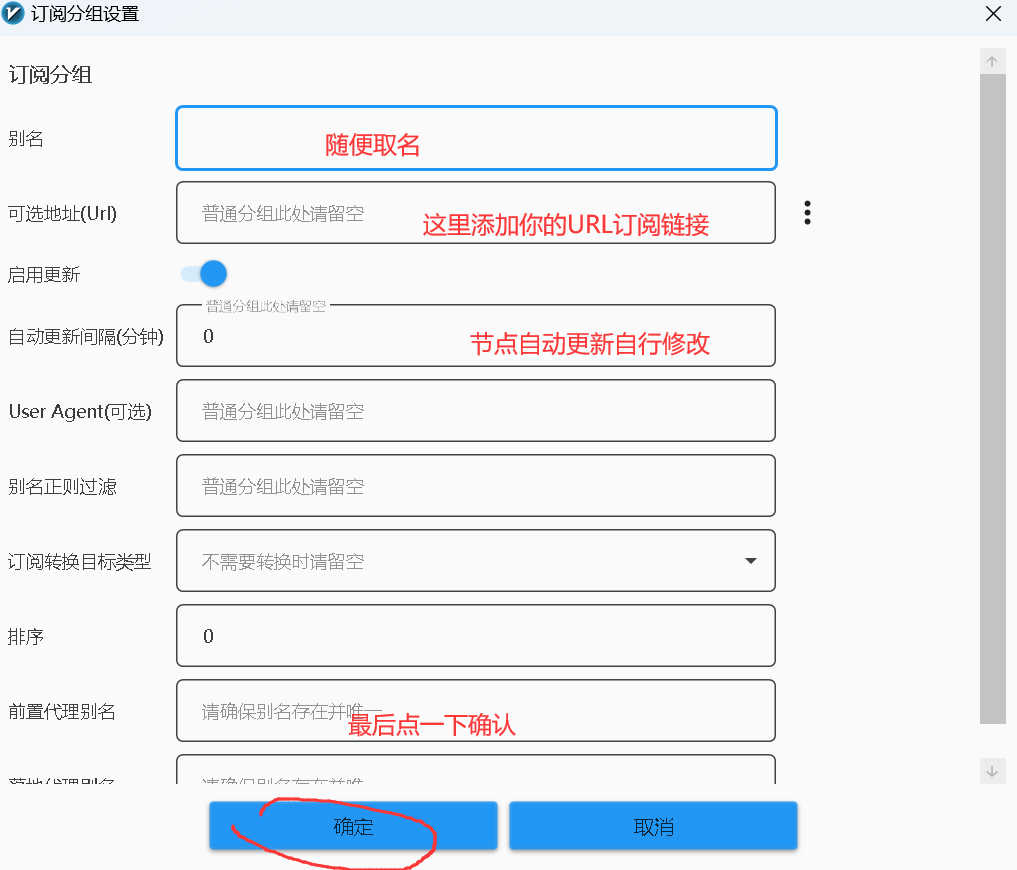 订阅分组设置
订阅分组
别名
随便取名
可选地址(Url)
普通分组此处请留空
这里添加你的URL订阅链接
启用更新
普通分组此处请留空
自动更新间隔(分钟)
0
节点自动更新自行修改
User Agent(可选)
普通分组此处请留空
别名正则过滤
普通分组此处请留空
订阅转换目标类型
不需要转换时请留空
排序
0
前置代理别名
请确保别名存在并唯一
最后点一下确认
落地代理别名
请确保别名存在并唯一
确定
取消